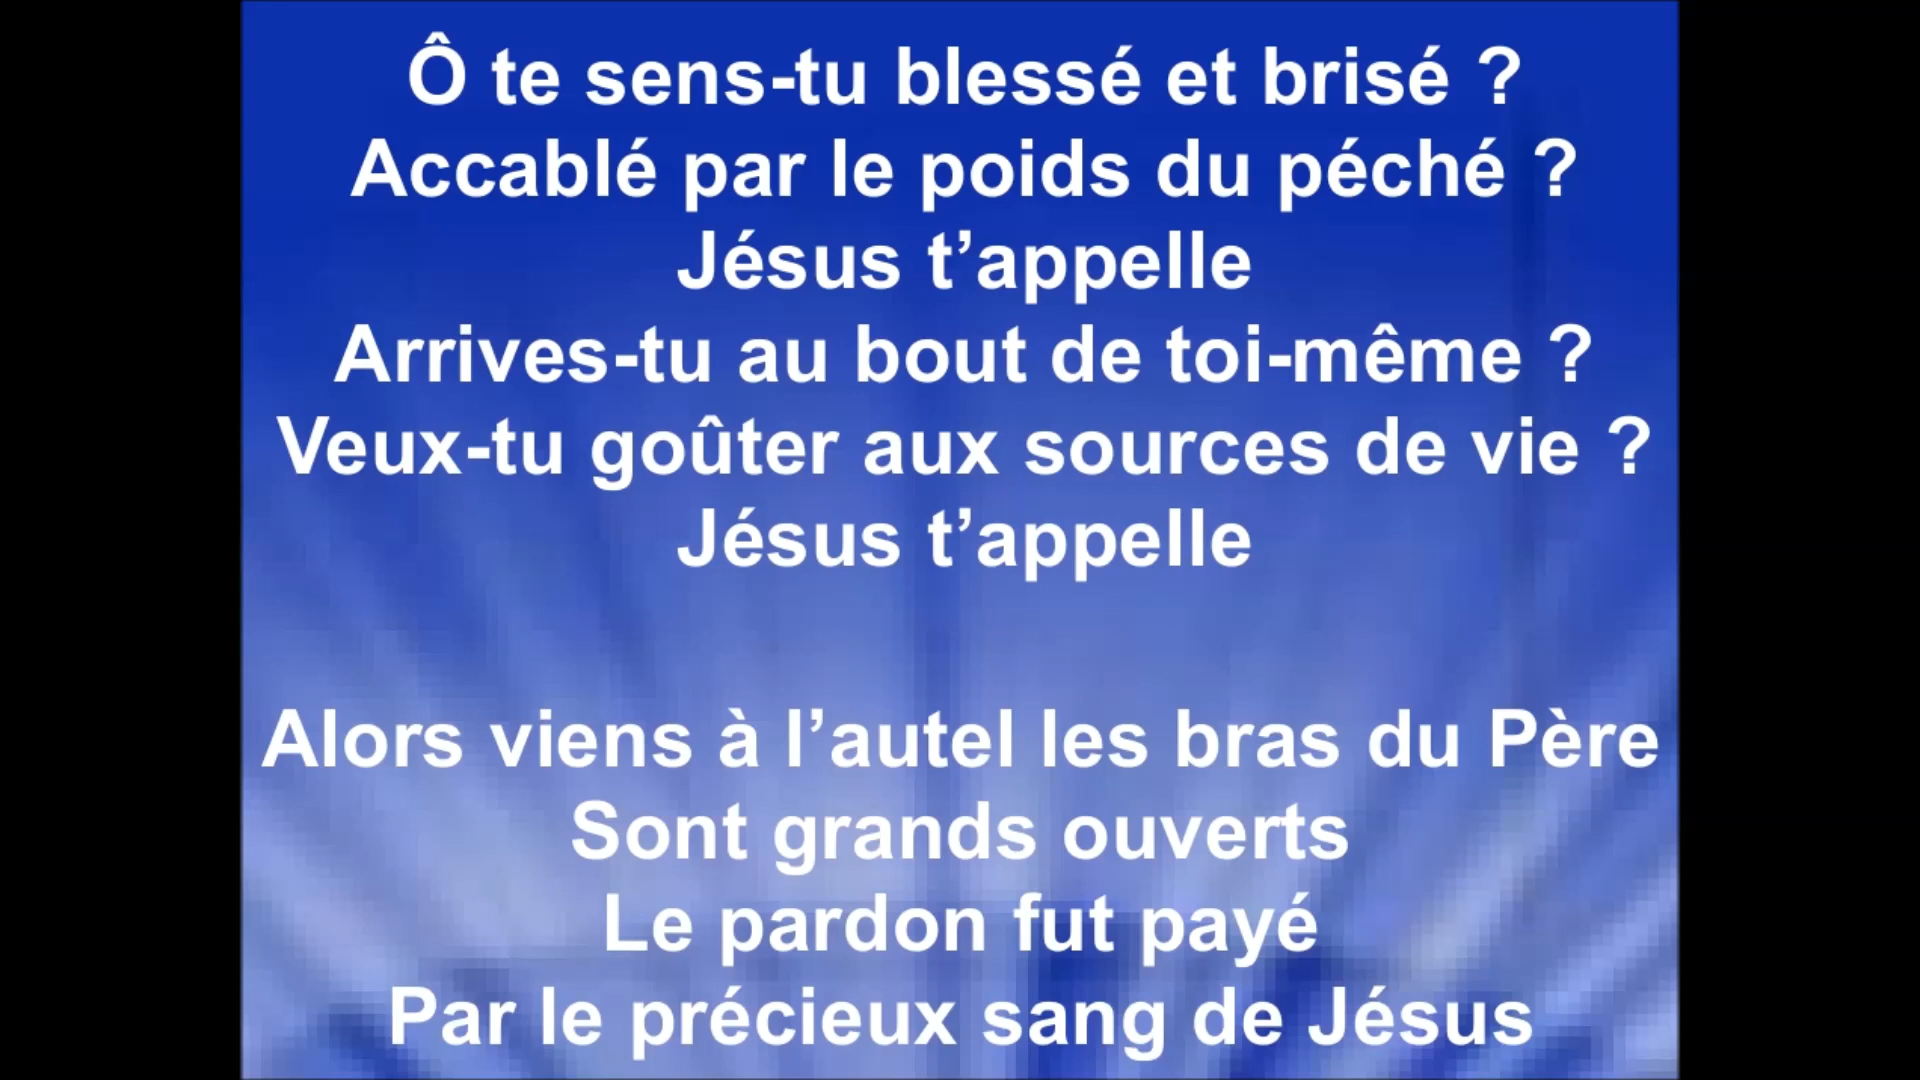 Ô te sens-tu blessé et brisé ?
Accablé par le poids du péché ?
Jésus t’appelle
Arrives-tu au bout de toi-même ?
Veux-tu goûter aux sources de vie ?
Jésus t’appelle
Alors viens à l’autel les bras du Père
Sont grands ouverts
Le pardon fut payé
Par le précieux sang de Jésus